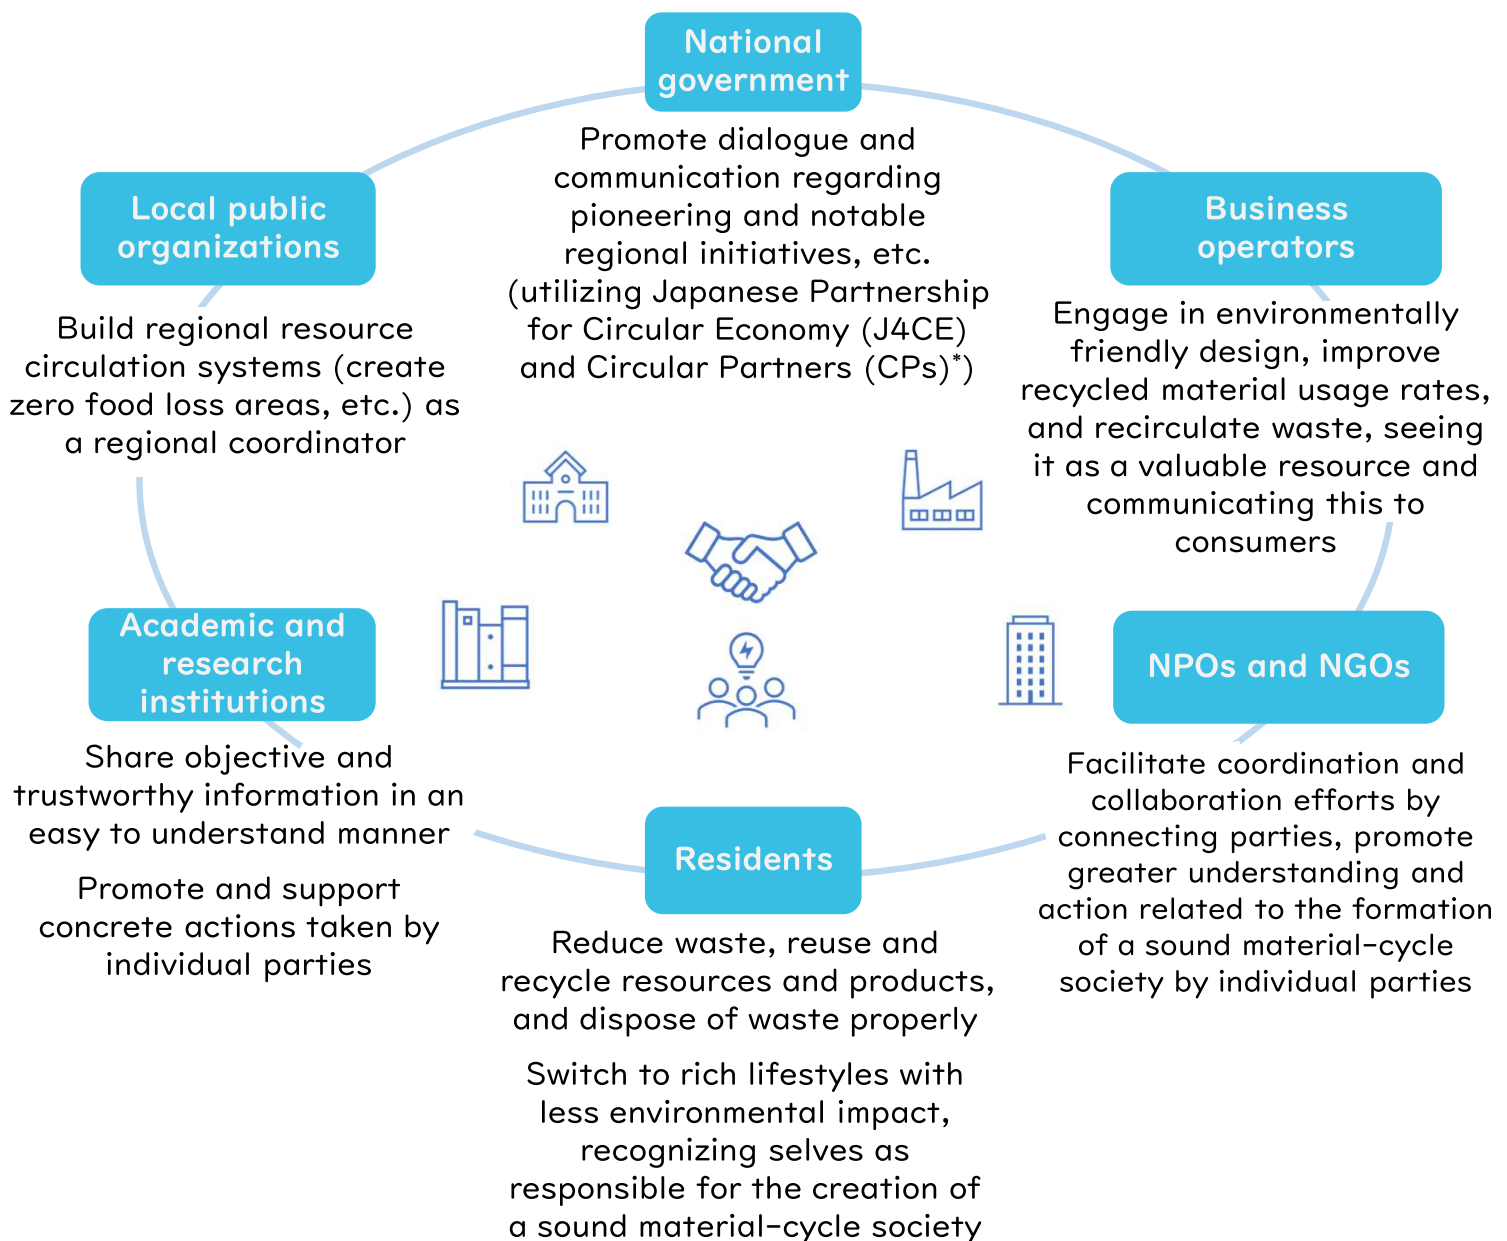 National
government
Promote dialogue and
communication regarding
pioneering and notable
regional initiatives, etc.
(utilizing Japanese Partnership
for Circular Economy (J4CE)
and Circular Partners (CPs)*)
Local public
organizations
Build regional resource
circulation systems (create
zero food loss areas, etc.) as
a regional coordinator
Business
operators
Engage in environmentally
friendly design, improve
recycled material usage rates,
and recirculate waste, seeing
it as a valuable resource and
communicating this to
consumers
Academic and
research
institutions
Share objective and
trustworthy information in an
easy to understand manner
Promote and support
concrete actions taken by
individual parties
NPOs and NGOs
Facilitate coordination and
collaboration efforts by
connecting parties, promote
greater understanding and
action related to the formation
of a sound material-cycle
society by individual parties
Residents
Reduce waste, reuse and
recycle resources and products,
and dispose of waste properly
Switch to rich lifestyles with
less environmental impact,
recognizing selves as
responsible for the creation of
a sound material-cycle society